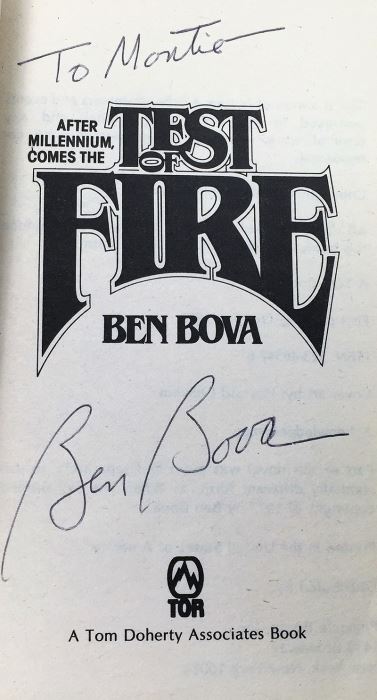 To Montie
AFTER
MILLENNIUM,
COMES THE
TEST
OF
FIRE
BEN BOVA
Ben Bova
TOR
A Tom Doherty Associates Book